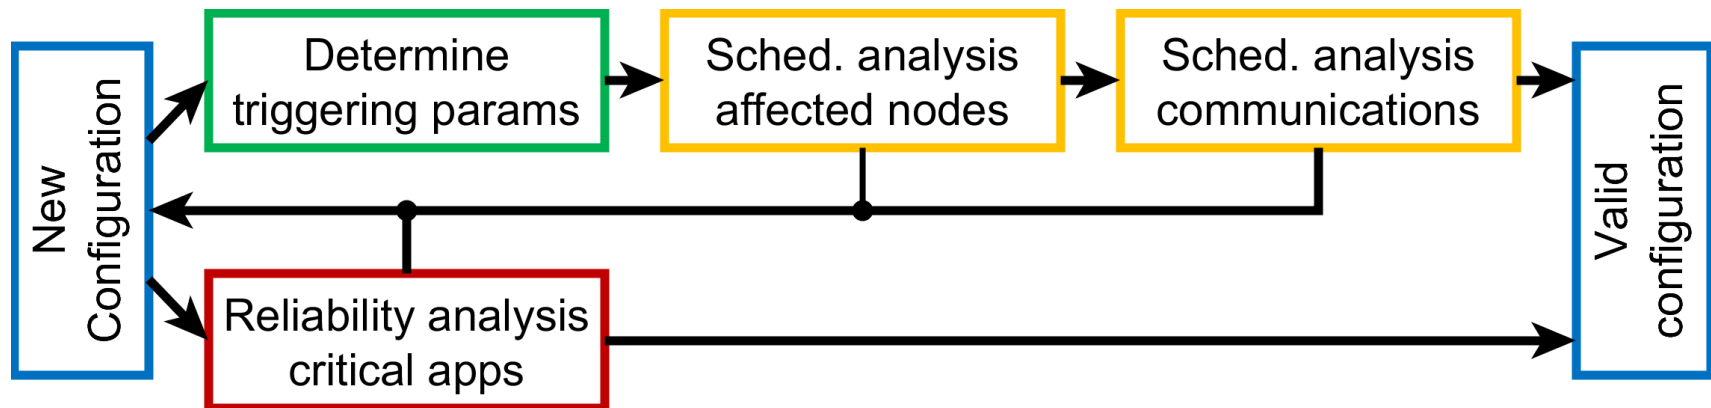 New
Configuration
Determine
triggering params
Sched. analysis
affected nodes
Sched. analysis
communications
Reliability analysis
critical apps
Valid
configuration